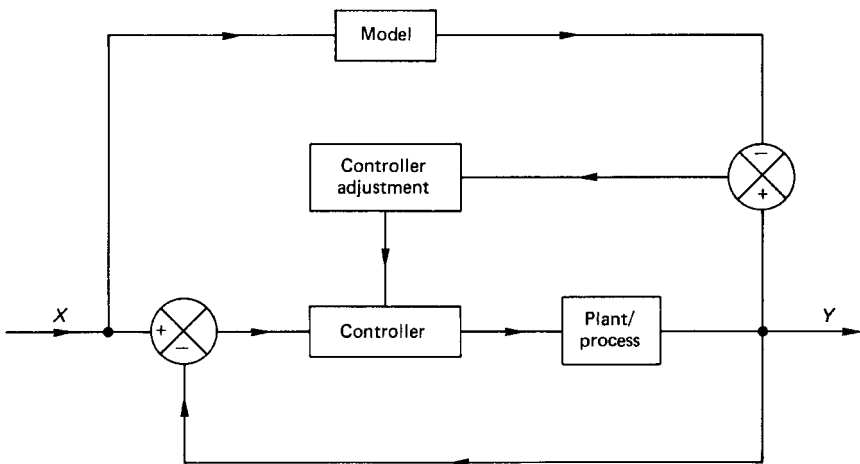 Model
Controller
adjustment
−
+
X
+
−
Controller
Plant/
process
Y